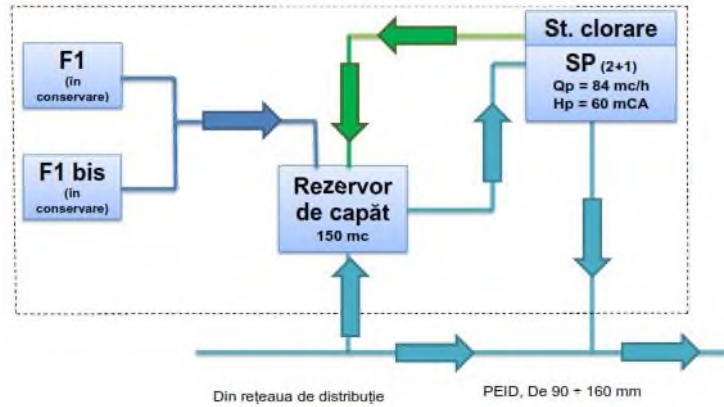 F1
(în
conservare)
F1 bis
(în
conservare)
St. clorare
SP (2+1)
Qp = 84 mc/h
Hp = 60 mCA
Rezervor
de capăt
150 mc
Din rețeaua de distribuție
PEID, De 90 ÷ 160 mm